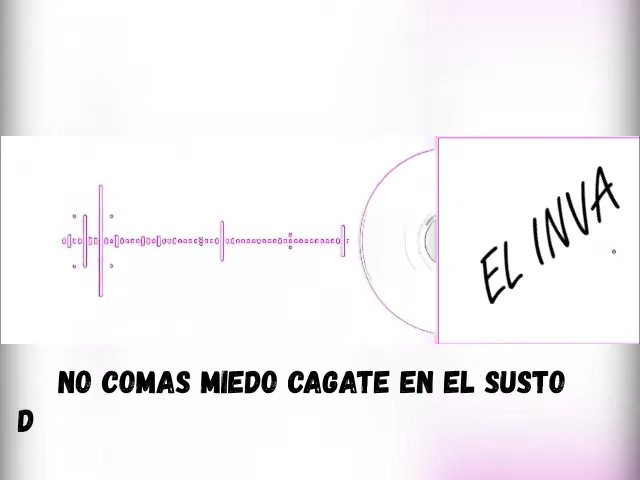 EL INVA
NO COMAS MIEDO CAGATE EN EL SUSTO
D